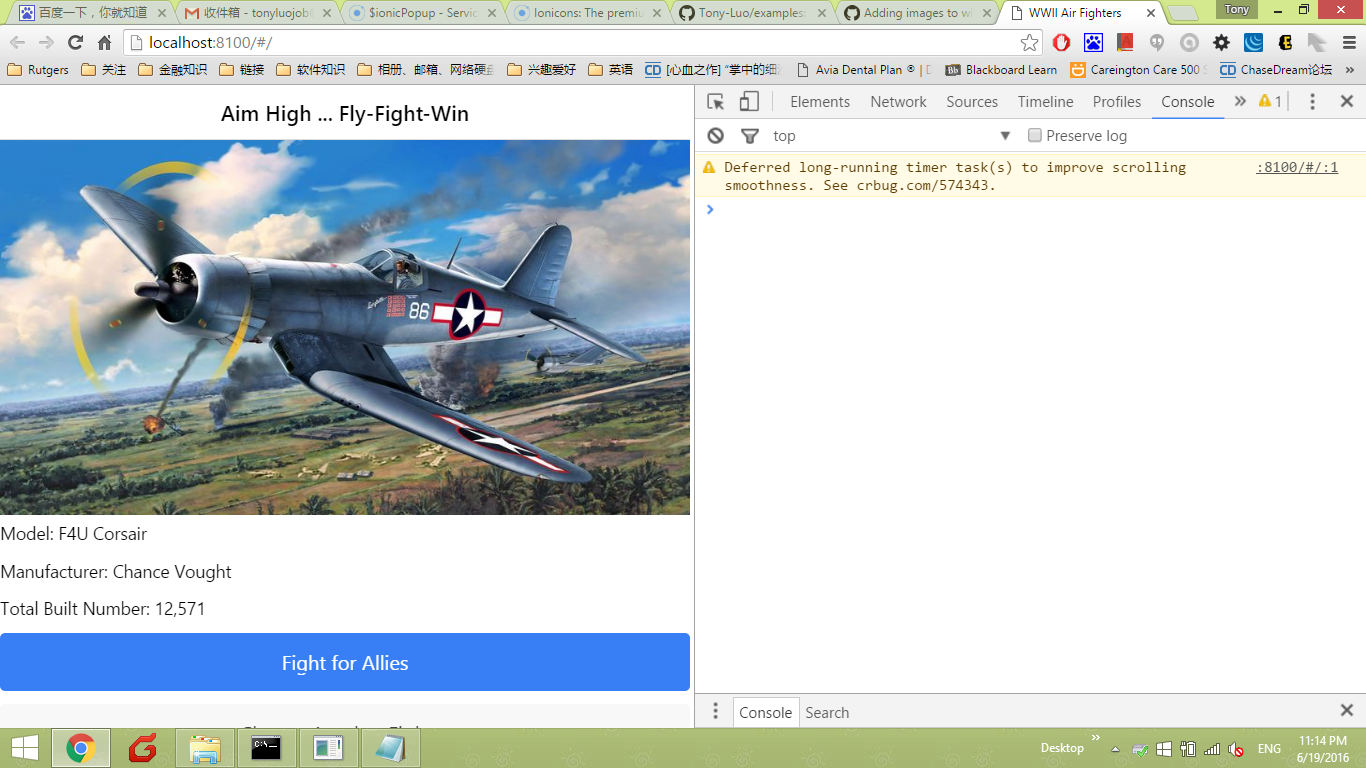 百度一下，你就知道
收件箱 - tonyluojob@
$ionicPopup - Servic
Ionicons: The premiu
Tony-Luo/examples:
Adding images to wi
WWII Air Fighters
Tony
localhost:8100/#/
Rutgers
关注
金融知识
链接
软件知识
相册、邮箱、网络硬盘
兴趣爱好
英语
CD
[心血之作] “掌中的细
Avia Dental Plan ® | D
Bb
Blackboard Learn
Careington Care 500 S
CD
ChaseDream论坛
»
Aim High ... Fly-Fight-Win
86
Model: F4U Corsair
Manufacturer: Chance Vought
Total Built Number: 12,571
Fight for Allies
Elements
Network
Sources
Timeline
Profiles
Console
»
1
top
Preserve log
Deferred long-running timer task(s) to improve scrolling
smoothness. See crbug.com/574343.
:8100/#/:1
Console
Search
Desktop
»
ENG
11:14 PM
6/19/2016